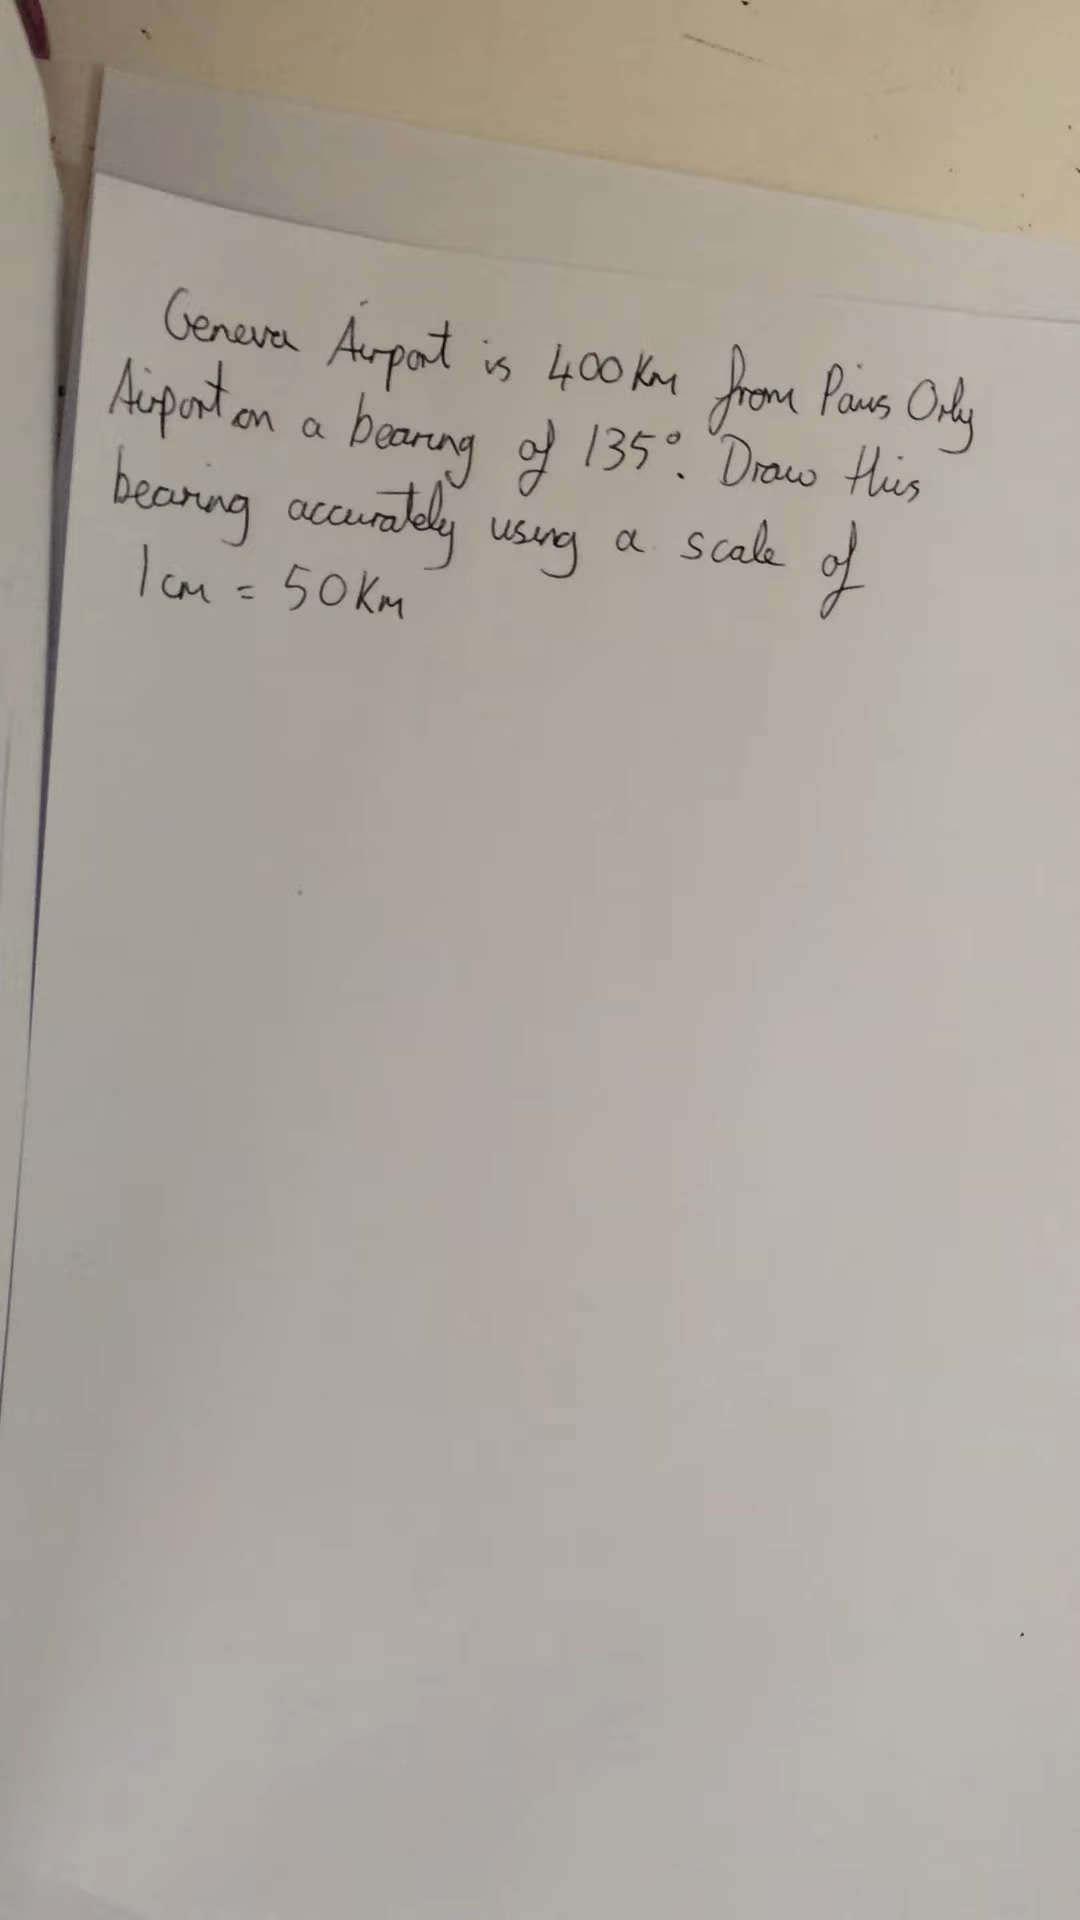 Geneva Airport is 400 Km from Paris Orly
Airport on a bearing of 135°. Draw this
bearing accurately using a scale of
1 cm = 50 Km